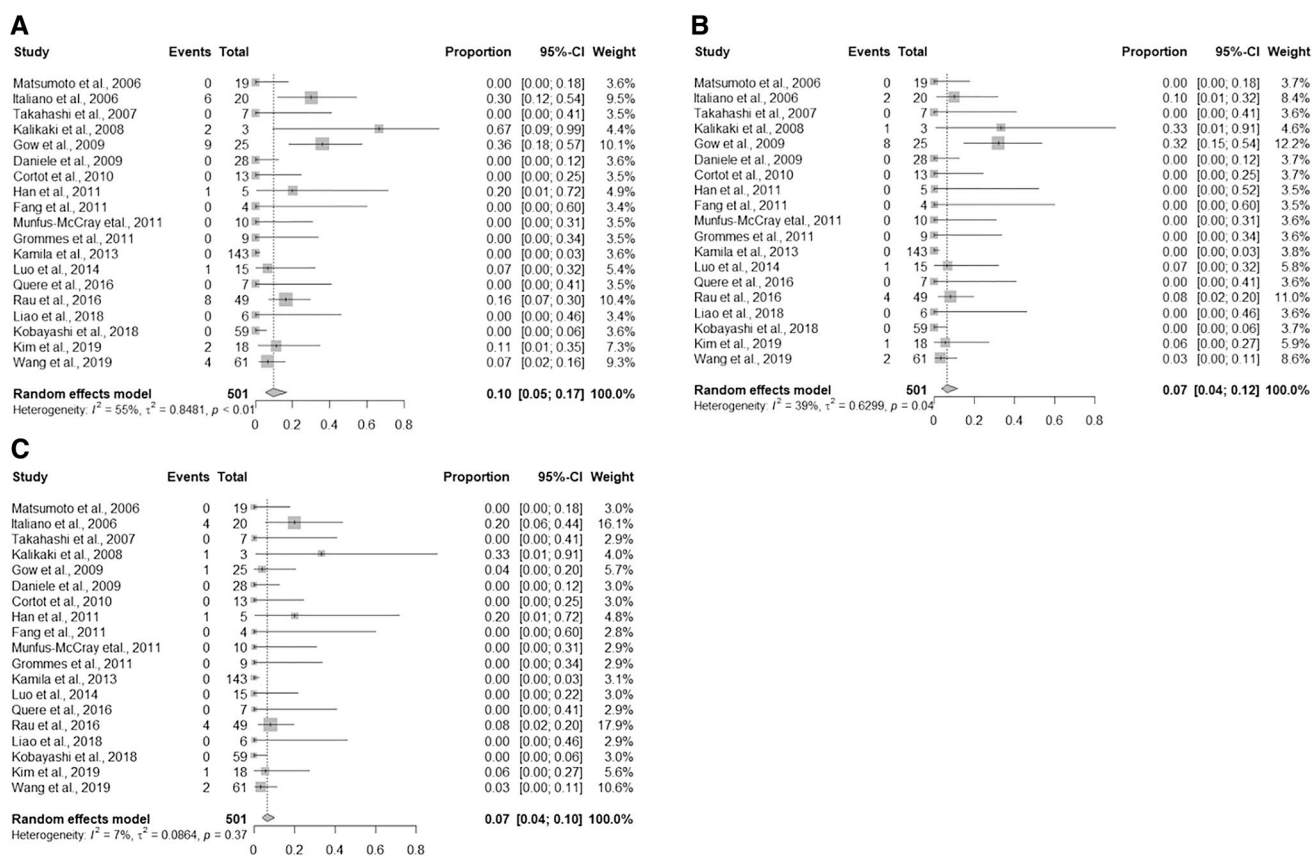 A
Study Events Total Proportion 95%-CI Weight
Matsumoto et al., 2006 0 19 0.00 [0.00; 0.18] 3.6%
Italiano et al., 2006 6 20 0.30 [0.12; 0.54] 9.5%
Takahashi et al., 2007 0 7 0.00 [0.00; 0.41] 3.5%
Kalikaki et al., 2008 2 3 0.67 [0.09; 0.99] 4.4%
Gow et al., 2009 9 25 0.36 [0.18; 0.57] 10.1%
Daniele et al., 2009 0 28 0.00 [0.00; 0.12] 3.6%
Cortot et al., 2010 0 13 0.00 [0.00; 0.25] 3.6%
Han et al., 2011 1 5 0.20 [0.01; 0.72] 4.9%
Fang et al., 2011 0 4 0.00 [0.00; 0.60] 3.4%
Munfus-McCray etal., 2011 0 10 0.00 [0.00; 0.31] 3.5%
Grommes et al., 2011 0 9 0.00 [0.00; 0.34] 3.5%
Kamila et al., 2013 0 143 0.00 [0.00; 0.03] 3.6%
Luo et al., 2014 1 15 0.07 [0.00; 0.32] 5.4%
Quere et al., 2016 0 7 0.00 [0.00; 0.41] 3.5%
Rau et al., 2016 8 49 0.16 [0.07; 0.30] 10.4%
Liao et al., 2018 0 6 0.00 [0.00; 0.46] 3.4%
Kobayashi et al., 2018 0 59 0.00 [0.00; 0.06] 3.6%
Kim et al., 2019 2 18 0.11 [0.01; 0.35] 7.3%
Wang et al., 2019 4 61 0.07 [0.02; 0.16] 9.3%
Random effects model 501 0.10 [0.05; 0.17] 100.0%
Heterogeneity: I² = 55%, τ² = 0.8481, p < 0.01
0 0.2 0.4 0.6 0.8
B
Study Events Total Proportion 95%-CI Weight
Matsumoto et al., 2006 0 19 0.00 [0.00; 0.18] 3.7%
Italiano et al., 2006 2 20 0.10 [0.01; 0.32] 8.4%
Takahashi et al., 2007 0 7 0.00 [0.00; 0.41] 3.6%
Kalikaki et al., 2008 1 3 0.33 [0.01; 0.91] 4.6%
Gow et al., 2009 8 25 0.32 [0.15; 0.54] 12.2%
Daniele et al., 2009 0 28 0.00 [0.00; 0.12] 3.7%
Cortot et al., 2010 0 13 0.00 [0.00; 0.25] 3.7%
Han et al., 2011 0 5 0.00 [0.00; 0.52] 3.6%
Fang et al., 2011 0 4 0.00 [0.00; 0.60] 3.5%
Munfus-McCray etal., 2011 0 10 0.00 [0.00; 0.31] 3.7%
Grommes et al., 2011 0 9 0.00 [0.00; 0.34] 3.6%
Kamila et al., 2013 0 143 0.00 [0.00; 0.03] 3.7%
Luo et al., 2014 1 15 0.07 [0.00; 0.32] 5.8%
Quere et al., 2016 0 7 0.00 [0.00; 0.41] 3.6%
Rau et al., 2016 4 49 0.08 [0.02; 0.20] 11.0%
Liao et al., 2018 0 6 0.00 [0.00; 0.46] 3.6%
Kobayashi et al., 2018 0 59 0.00 [0.00; 0.06] 3.7%
Kim et al., 2019 1 18 0.06 [0.00; 0.27] 5.9%
Wang et al., 2019 2 61 0.03 [0.00; 0.11] 8.6%
Random effects model 501 0.07 [0.04; 0.12] 100.0%
Heterogeneity: I² = 39%, τ² = 0.6299, p = 0.04
0 0.2 0.4 0.6 0.8
C
Study Events Total Proportion 95%-CI Weight
Matsumoto et al., 2006 0 19 0.00 [0.00; 0.18] 3.0%
Italiano et al., 2006 4 20 0.20 [0.06; 0.44] 16.1%
Takahashi et al., 2007 0 7 0.00 [0.00; 0.41] 2.9%
Kalikaki et al., 2008 1 3 0.33 [0.01; 0.91] 4.0%
Gow et al., 2009 1 25 0.04 [0.00; 0.20] 5.7%
Daniele et al., 2009 0 28 0.00 [0.00; 0.12] 3.0%
Cortot et al., 2010 0 13 0.00 [0.00; 0.25] 3.0%
Han et al., 2011 1 5 0.20 [0.01; 0.72] 4.8%
Fang et al., 2011 0 4 0.00 [0.00; 0.60] 2.8%
Munfus-McCray etal., 2011 0 10 0.00 [0.00; 0.31] 2.9%
Grommes et al., 2011 0 9 0.00 [0.00; 0.34] 2.9%
Kamila et al., 2013 0 143 0.00 [0.00; 0.03] 3.1%
Luo et al., 2014 0 15 0.00 [0.00; 0.22] 3.0%
Quere et al., 2016 0 7 0.00 [0.00; 0.41] 2.9%
Rau et al., 2016 4 49 0.08 [0.02; 0.20] 17.9%
Liao et al., 2018 0 6 0.00 [0.00; 0.46] 2.9%
Kobayashi et al., 2018 0 59 0.00 [0.00; 0.06] 3.0%
Kim et al., 2019 1 18 0.06 [0.00; 0.27] 5.6%
Wang et al., 2019 2 61 0.03 [0.00; 0.11] 10.6%
Random effects model 501 0.07 [0.04; 0.10] 100.0%
Heterogeneity: I² = 7%, τ² = 0.0864, p = 0.37
0 0.2 0.4 0.6 0.8